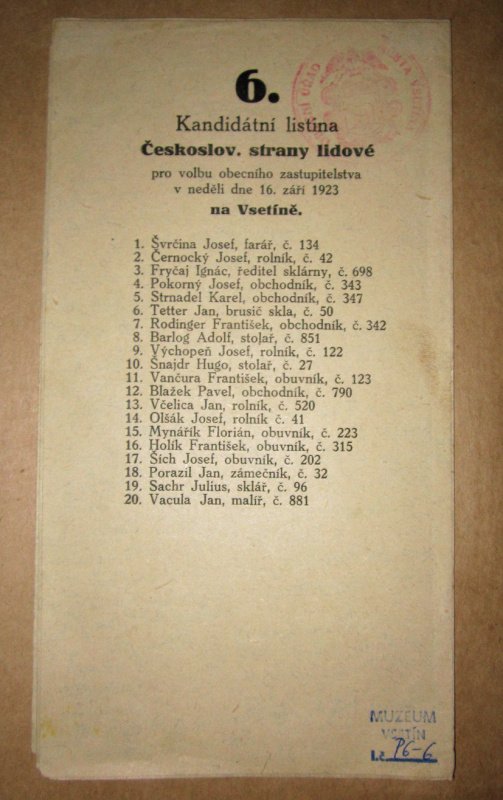 6.
Kandidátní listina
Českoslov. strany lidové
pro volbu obecního zastupitelstva
v neděli dne 16. září 1923
na Vsetíně.
1. Švrčina Josef, farář, č. 134
2. Černocký Josef, rolník, č. 42
3. Fryčaj Ignác, ředitel sklárny, č. 698
4. Pokorný Josef, obchodník, č. 343
5. Strnadel Karel, obchodník, č. 347
6. Tetter Jan, brusič skla, č. 50
7. Rodinger František, obchodník, č. 342
8. Barlog Adolf, stolař, č. 851
9. Výchopeň Josef, rolník, č. 122
10. Šnajdr Hugo, stolař, č. 27
11. Vančura František, obuvník, č. 123
12. Blažek Pavel, obchodník, č. 790
13. Včelica Jan, rolník, č. 520
14. Olšák Josef, rolník č. 41
15. Mynářík Florián, obuvník, č. 223
16. Holík František, obuvník, č. 315
17. Šich Josef, obuvník, č. 202
18. Porazil Jan, zámečník, č. 32
19. Sachr Julius, sklář, č. 96
20. Vacula Jan, malíř, č. 881
MUZEUM
VSETÍN
I.č. P6-6